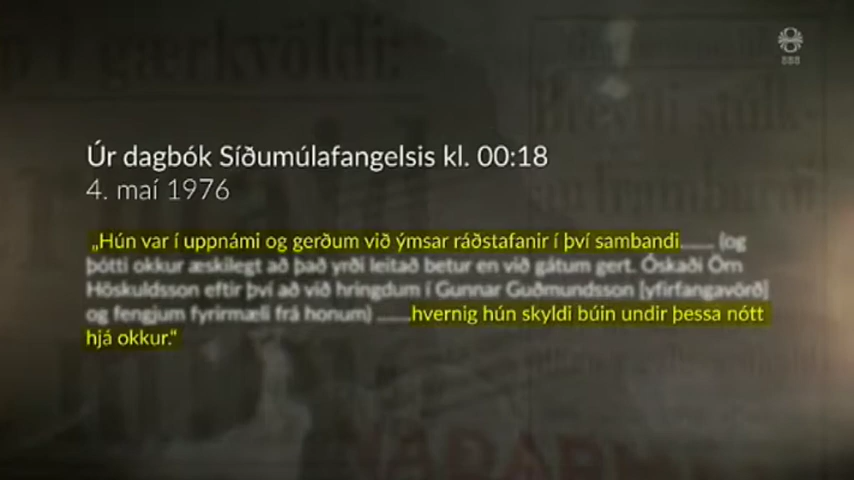 gærkvöldi:
Úr dagbók Síðumúlafangelsis kl. 00:18
4. maí 1976
„Hún var í uppnámi og gerðum við ýmsar ráðstafanir í því sambandi........ (og
þótti okkur æskilegt að það yrði leitað betur en við gátum gert. Óskaði Örn
Höskuldsson eftir því að við hringdum í Gunnar Guðmundsson [yfirfangavörð]
og fengjum fyrirmæli frá honum) ........hvernig hún skyldi búin undir þessa nótt
hjá okkur.“